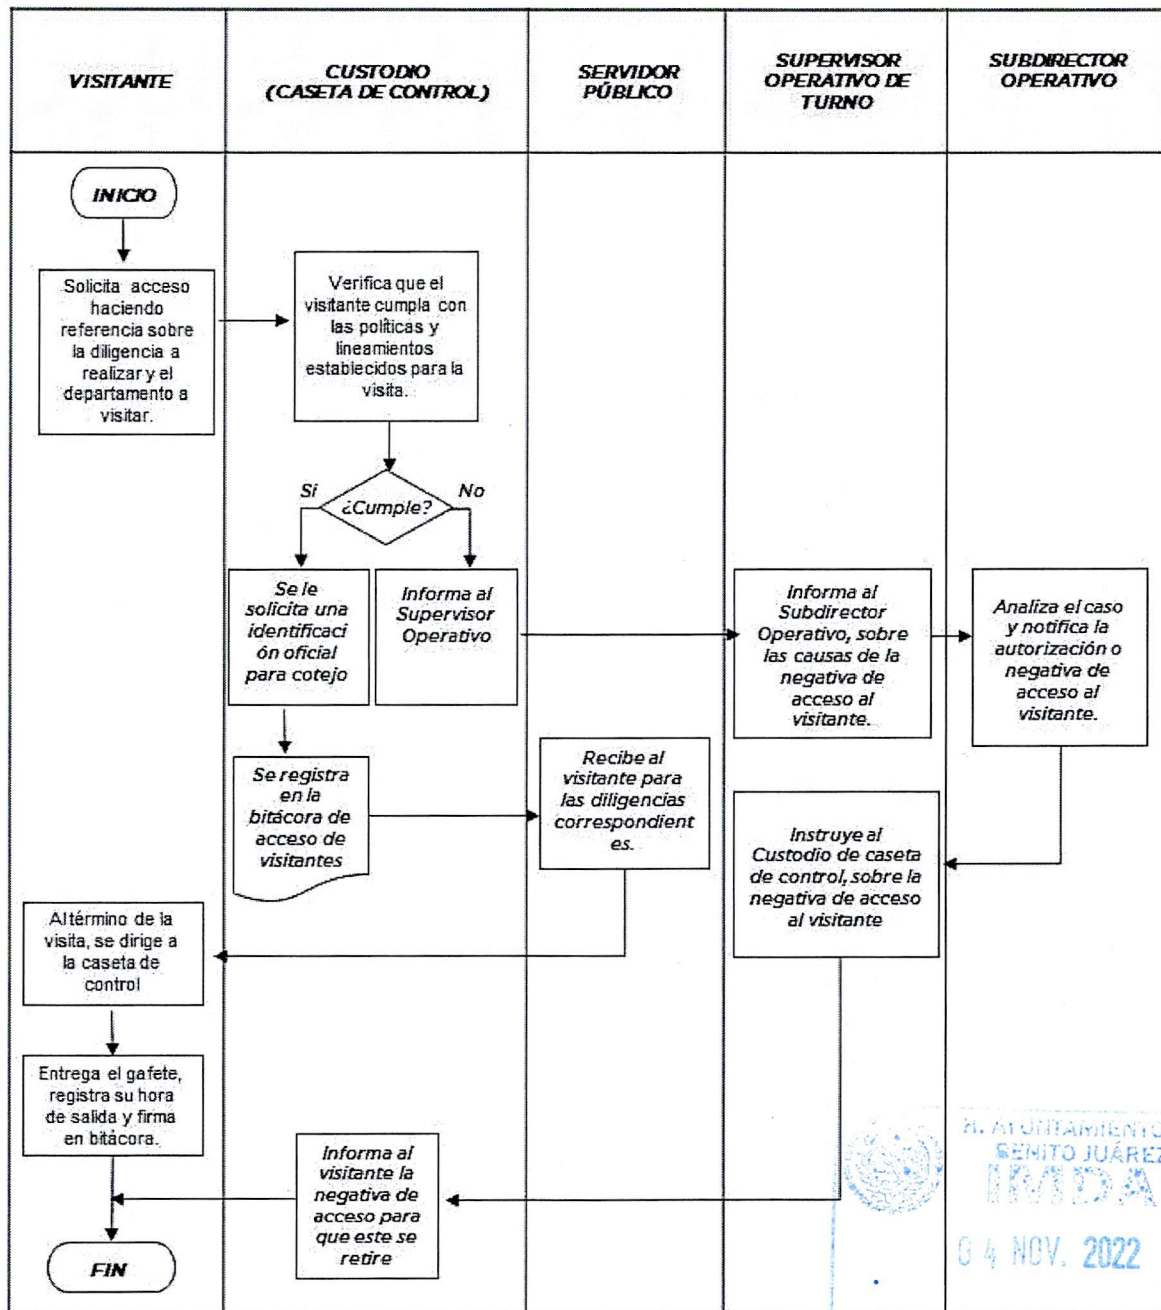 VISITANTE
CUSTODIO
(CASETA DE CONTROL)
SERVIDOR
PÚBLICO
SUPERVISOR
OPERATIVO DE
TURNO
SUBDIRECTOR
OPERATIVO
INICIO
Solicita acceso
haciendo
referencia sobre
la diligencia a
realizar y el
departamento a
visitar.
Verifica que el
visitante cumpla con
las políticas y
lineamientos
establecidos para la
visita.
Si
¿Cumple?
No
Se le
solicita una
identificaci
ón oficial
para cotejo
Informa al
Supervisor
Operativo
Informa al
Subdirector
Operativo, sobre
las causas de la
negativa de
acceso al
visitante.
Analiza el caso
y notifica la
autorización o
negativa de
acceso al
visitante.
Se registra
en la
bitácora de
acceso de
visitantes
Recibe al
visitante para
las diligencias
correspondient
es.
Instruye al
Custodio de caseta
de control, sobre la
negativa de acceso
al visitante
Al término de la
visita, se dirige a
la caseta de
control
Entrega el gafete,
registra su hora
de salida y firma
en bitácora.
Informa al
visitante la
negativa de
acceso para
que este se
retire
FIN
H. AYUNTAMIENTO
BENITO JUÁREZ
IMDA
04 NOV. 2022